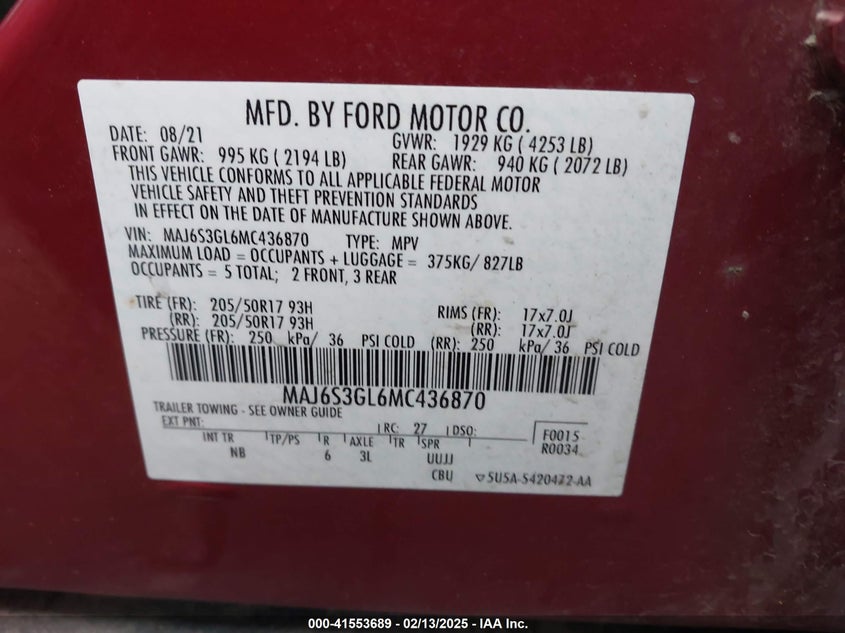 MFD. BY FORD MOTOR CO.
DATE: 08/21 GVWR: 1929 KG ( 4253 LB)
FRONT GAWR: 995 KG ( 2194 LB) REAR GAWR: 940 KG ( 2072 LB)
THIS VEHICLE CONFORMS TO ALL APPLICABLE FEDERAL MOTOR
VEHICLE SAFETY AND THEFT PREVENTION STANDARDS
IN EFFECT ON THE DATE OF MANUFACTURE SHOWN ABOVE.
VIN: MAJ6S3GL6MC436870 TYPE: MPV
MAXIMUM LOAD = OCCUPANTS + LUGGAGE = 375KG/ 827LB
OCCUPANTS = 5 TOTAL; 2 FRONT, 3 REAR
TIRE (FR): 205/50R17 93H RIMS (FR): 17x7.0J
(RR): 205/50R17 93H (RR): 17x7.0J
PRESSURE (FR): 250 kPa/ 36 PSI COLD (RR): 250 kPa/ 36 PSI COLD
MAJ6S3GL6MC436870
TRAILER TOWING - SEE OWNER GUIDE
EXT PNT: RC: 27 DSO: F0015
INT TR TP/PS R AXLE TR SPR R0034
NB 6 3L UUJJ
CBU 5U5A-5420472-AA
000-41553689 - 02/13/2025 - IAA Inc.